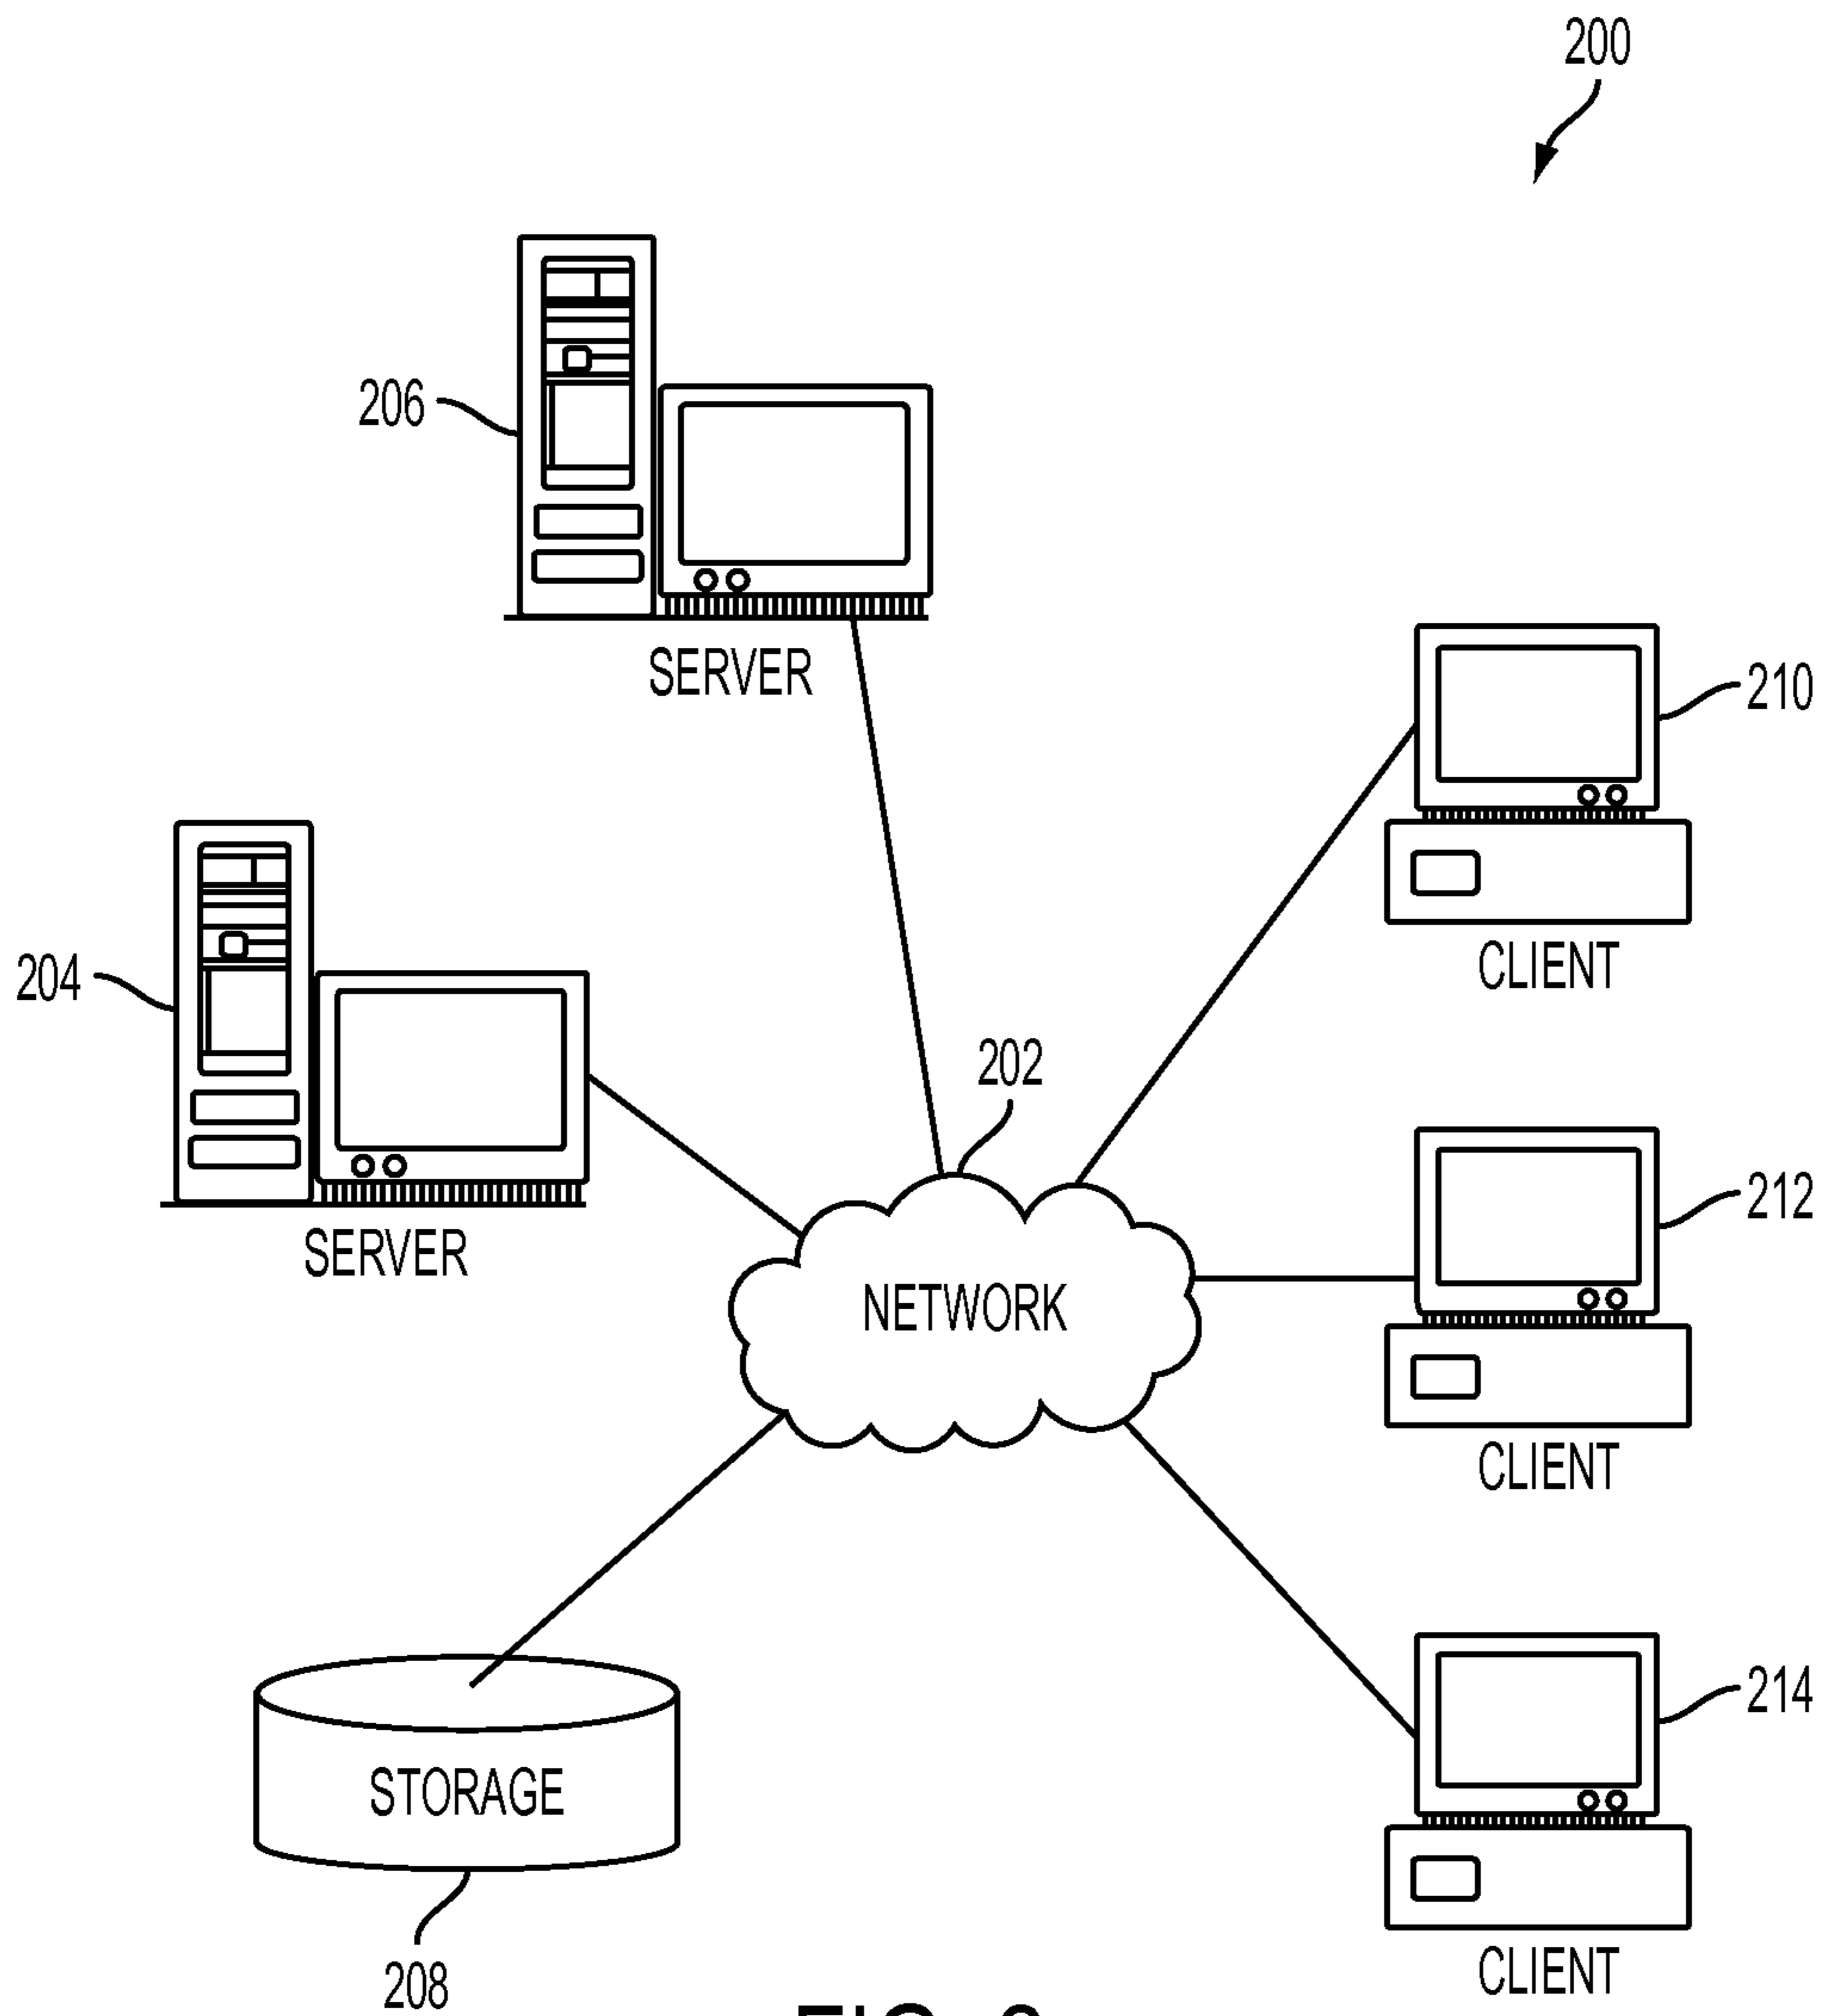 200
206
SERVER
210
CLIENT
204
SERVER
202
NETWORK
212
CLIENT
214
CLIENT
STORAGE
208